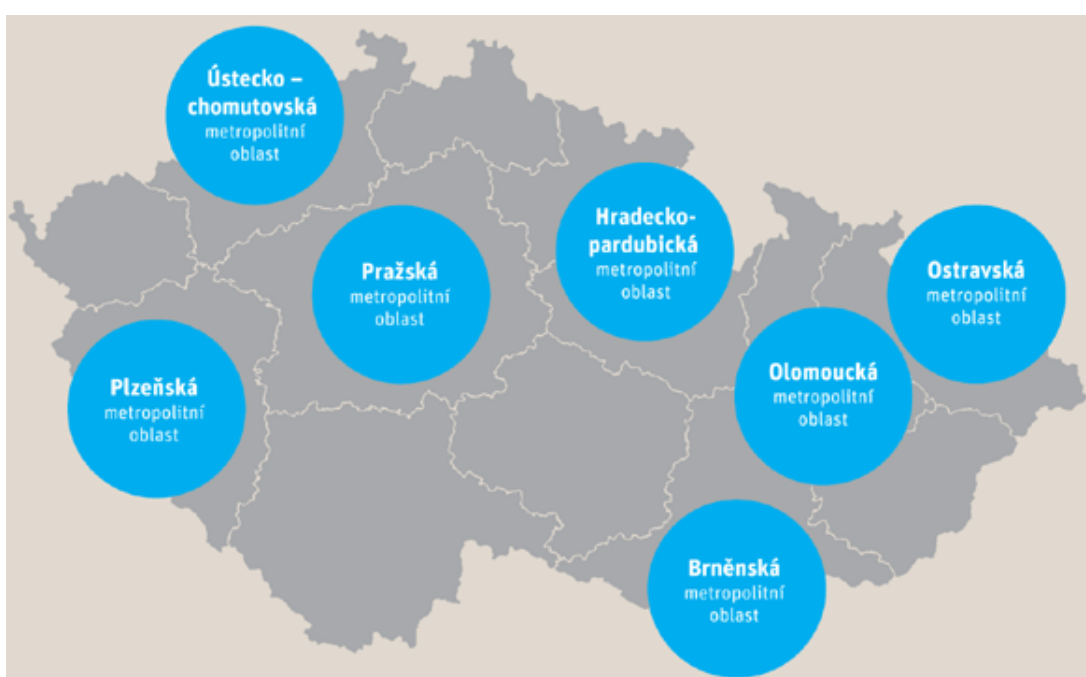 Ústecko –
chomutovská
metropolitní
oblast
Hradecko-
pardubická
metropolitní
oblast
Pražská
metropolitní
oblast
Ostravská
metropolitní
oblast
Plzeňská
metropolitní
oblast
Olomoucká
metropolitní
oblast
Brněnská
metropolitní
oblast